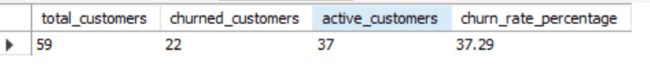 total_customers churned_customers active_customers churn_rate_percentage
59 22 37 37.29